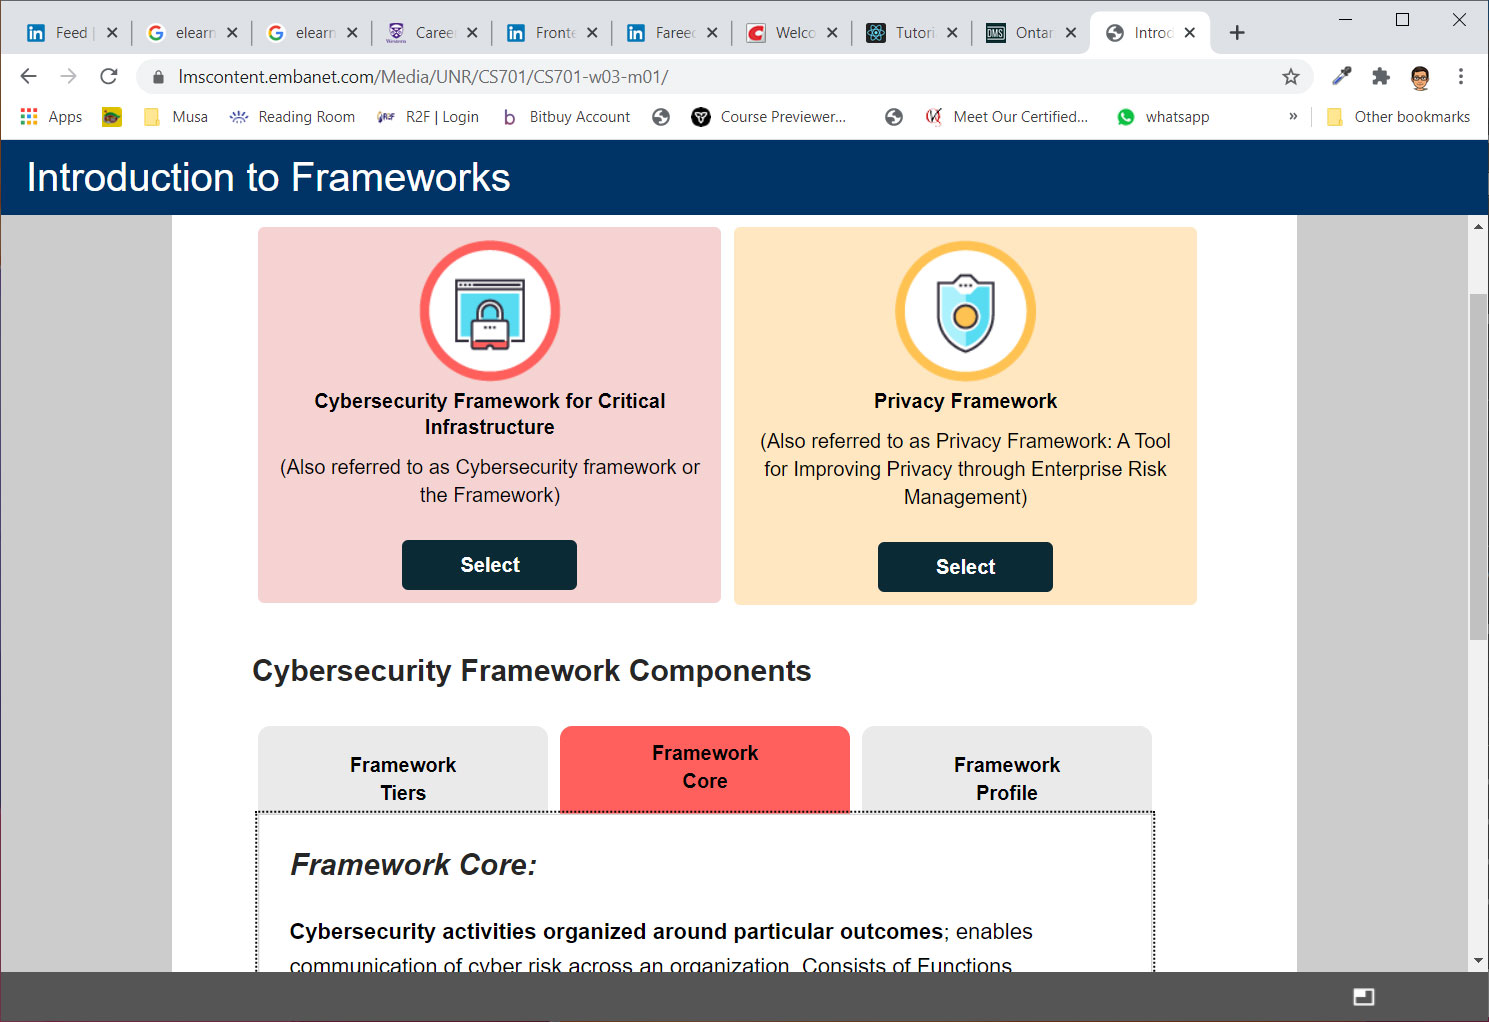 Feed
elearn
elearn
Caree
Fronte
Fareed
Welco
Tutori
Ontar
Introd
lmscontent.embanet.com/Media/UNR/CS701/CS701-w03-m01/
Apps
Musa
Reading Room
R2F | Login
b Bitbuy Account
Course Previewer...
Meet Our Certified...
whatsapp
»
Other bookmarks
Introduction to Frameworks
Cybersecurity Framework for Critical
Infrastructure
(Also referred to as Cybersecurity framework or
the Framework)
Select
Privacy Framework
(Also referred to as Privacy Framework: A Tool
for Improving Privacy through Enterprise Risk
Management)
Select
Cybersecurity Framework Components
Framework
Tiers
Framework
Core
Framework
Profile
Framework Core:
Cybersecurity activities organized around particular outcomes; enables
communication of cyber risk across an organization. Consists of Functions